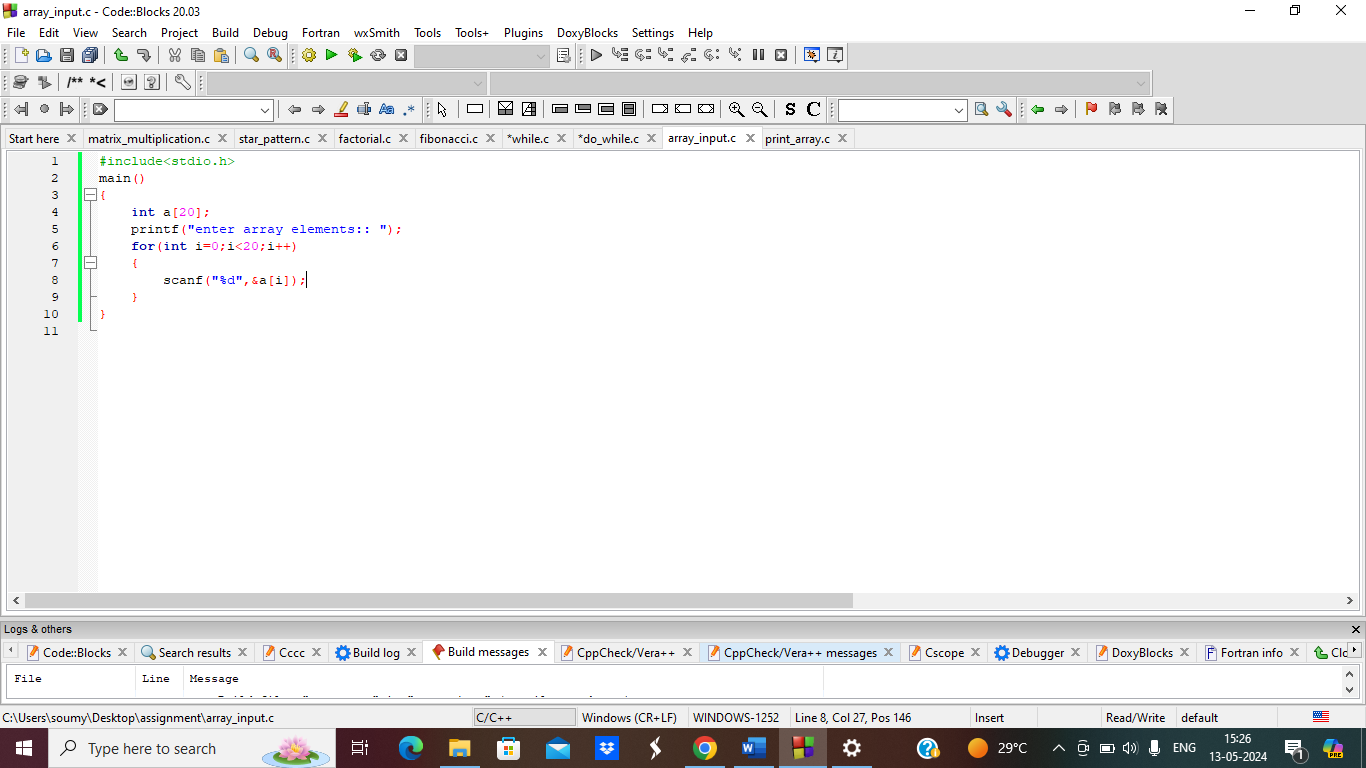 array_input.c - Code::Blocks 20.03
File Edit View Search Project Build Debug Fortran wxSmith Tools Tools+ Plugins DoxyBlocks Settings Help
/** *<
Aa .*
S C
Start here matrix_multiplication.c star_pattern.c factorial.c fibonacci.c *while.c *do_while.c array_input.c print_array.c
1 #include<stdio.h>
2 main()
3 {
4 int a[20];
5 printf("enter array elements:: ");
6 for(int i=0;i<20;i++)
7 {
8 scanf("%d",&a[i]);
9 }
10 }
11
Logs & others
Code::Blocks Search results Cccc Build log Build messages CppCheck/Vera++ CppCheck/Vera++ messages Cscope Debugger DoxyBlocks Fortran info Clo
File Line Message
C:\Users\soumy\Desktop\assignment\array_input.c C/C++ Windows (CR+LF) WINDOWS-1252 Line 8, Col 27, Pos 146 Insert Read/Write default
Type here to search 29°C ENG 15:26
13-05-2024 1 PRE